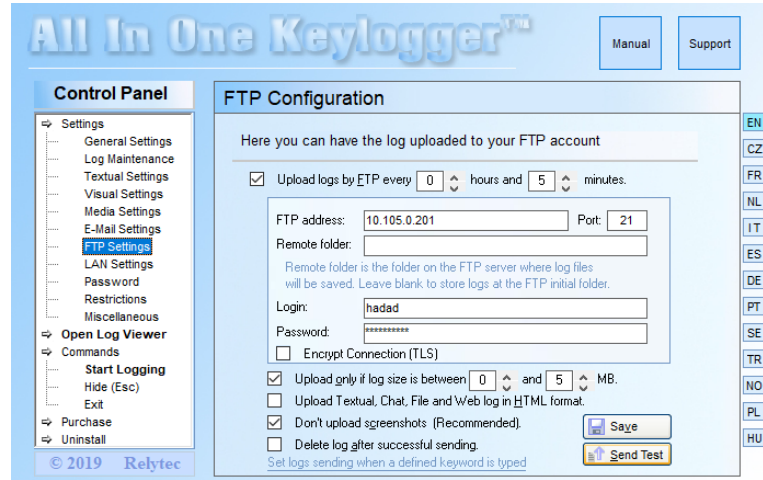 All In One Keylogger™
Manual
Support
Control Panel
Settings
General Settings
Log Maintenance
Textual Settings
Visual Settings
Media Settings
E-Mail Settings
FTP Settings
LAN Settings
Password
Restrictions
Miscellaneous
Open Log Viewer
Commands
Start Logging
Hide (Esc)
Exit
Purchase
Uninstall
© 2019 Relytec
FTP Configuration
Here you can have the log uploaded to your FTP account
Upload logs by FTP every 0 hours and 5 minutes.
FTP address: 10.105.0.201 Port: 21
Remote folder:
Remote folder is the folder on the FTP server where log files
will be saved. Leave blank to store logs at the FTP initial folder.
Login: hadad
Password: **********
Encrypt Connection (TLS)
Upload only if log size is between 0 and 5 MB.
Upload Textual, Chat, File and Web log in HTML format.
Don't upload screenshots (Recommended).
Delete log after successful sending.
Set logs sending when a defined keyword is typed
Save
Send Test
EN
CZ
FR
NL
IT
ES
DE
PT
SE
TR
NO
PL
HU